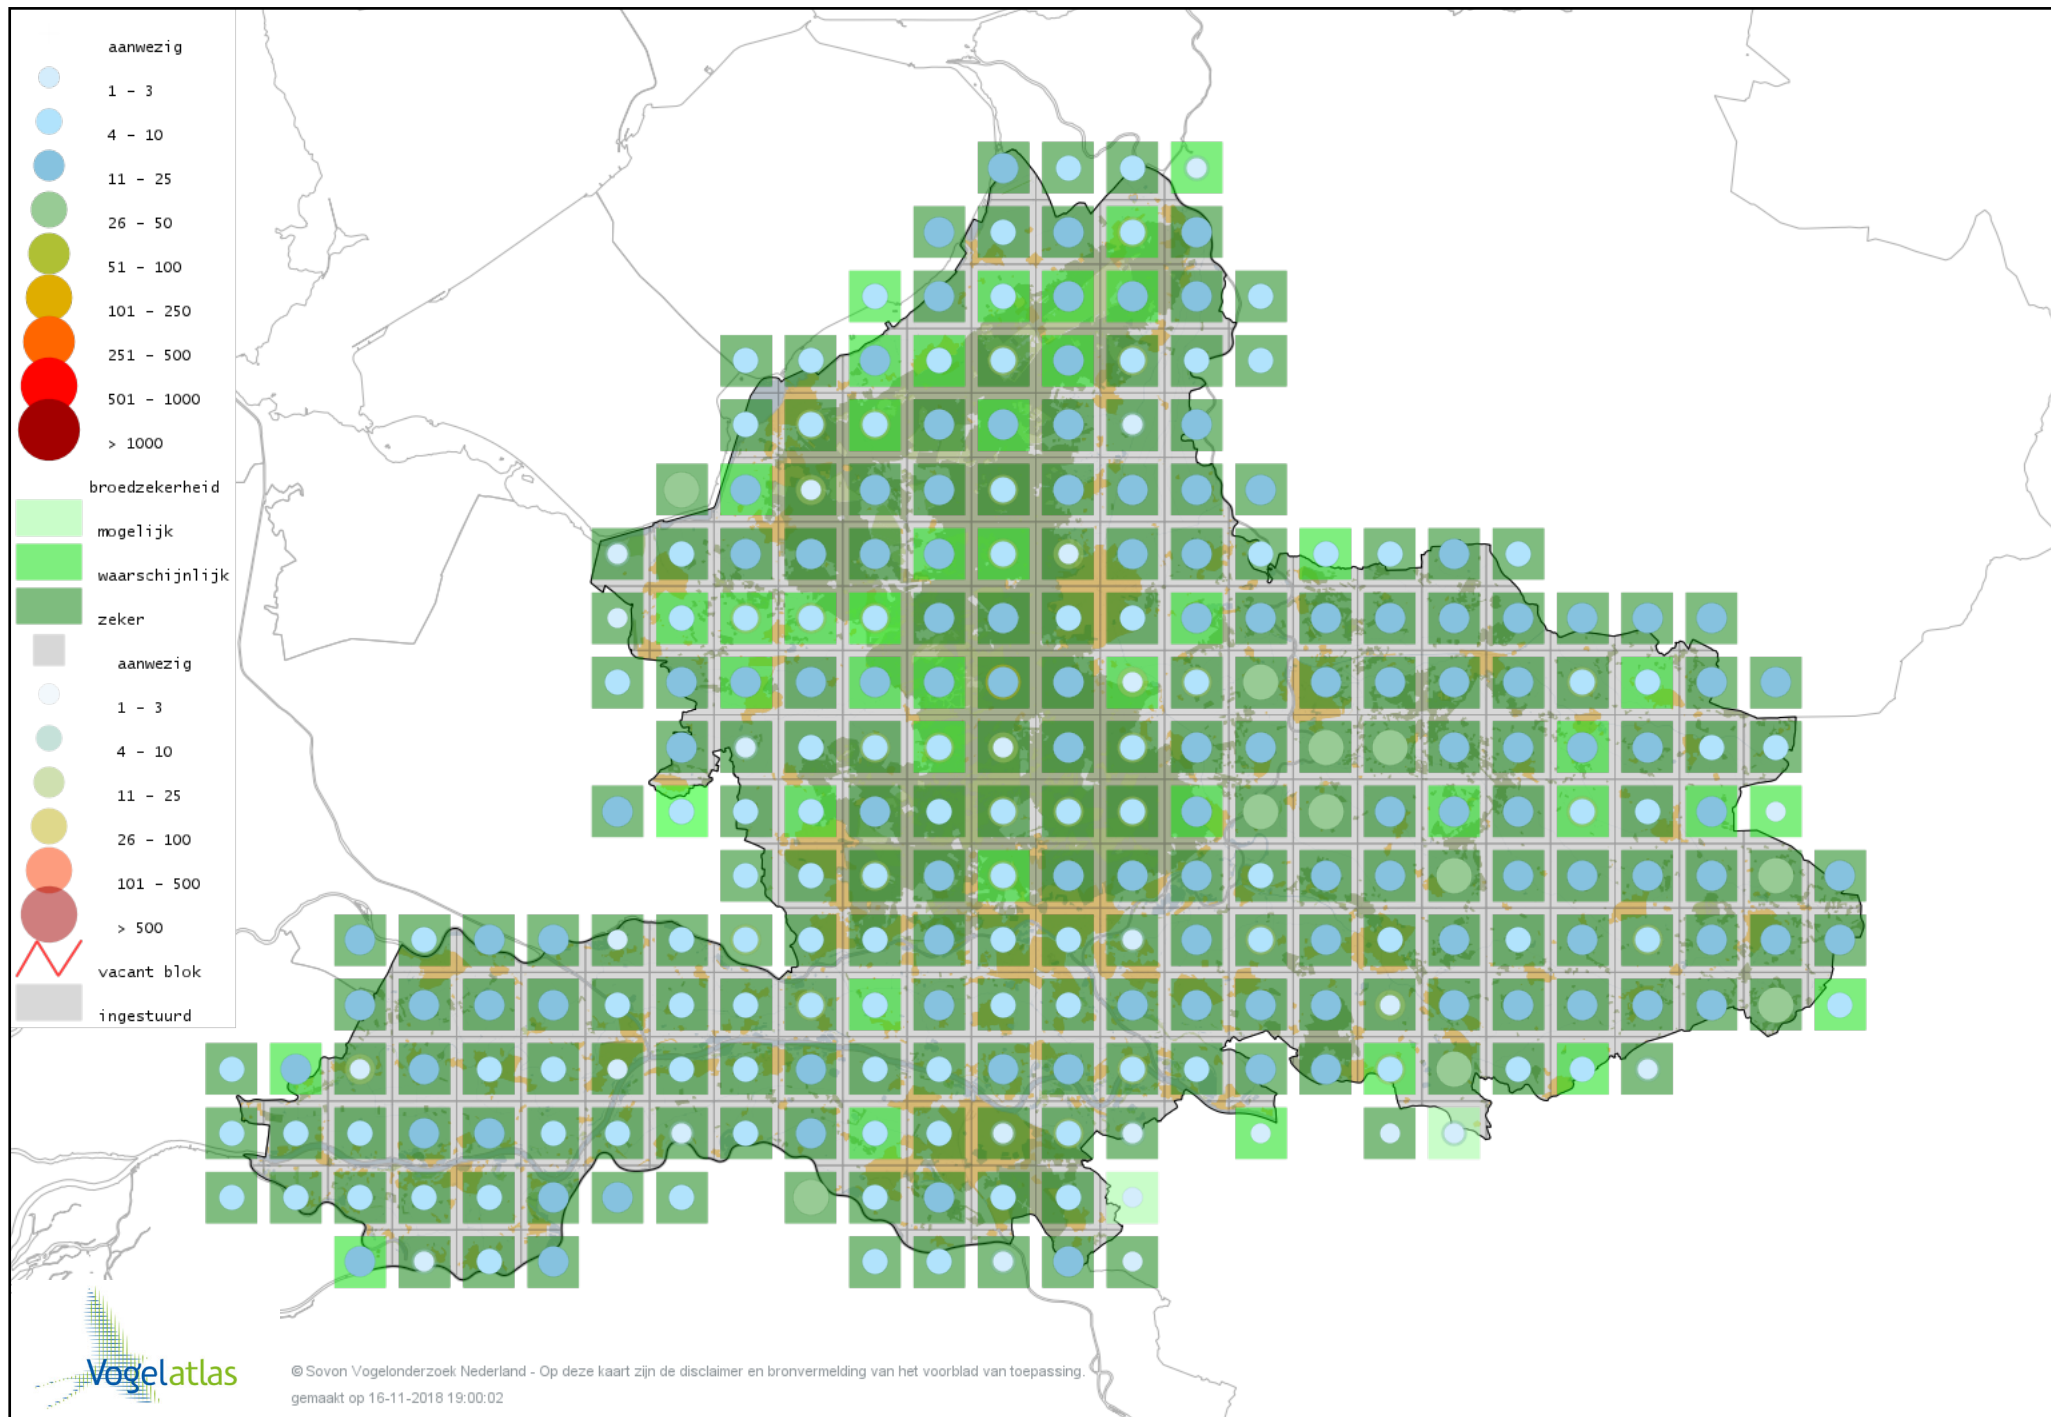 aanwezig
1 - 3
4 - 10
11 - 25
26 - 50
51 - 100
101 - 250
251 - 500
501 - 1000
> 1000
broedzekerheid
mogelijk
waarschijnlijk
zeker
aanwezig
1 - 3
4 - 10
11 - 25
26 - 100
101 - 500
> 500
vacant blok
ingestuurd
Vogelatlas
© Sovon Vogelonderzoek Nederland - Op deze kaart zijn de disclaimer en bronvermelding van het voorblad van toepassing.
gemaakt op 16-11-2018 19:00:02